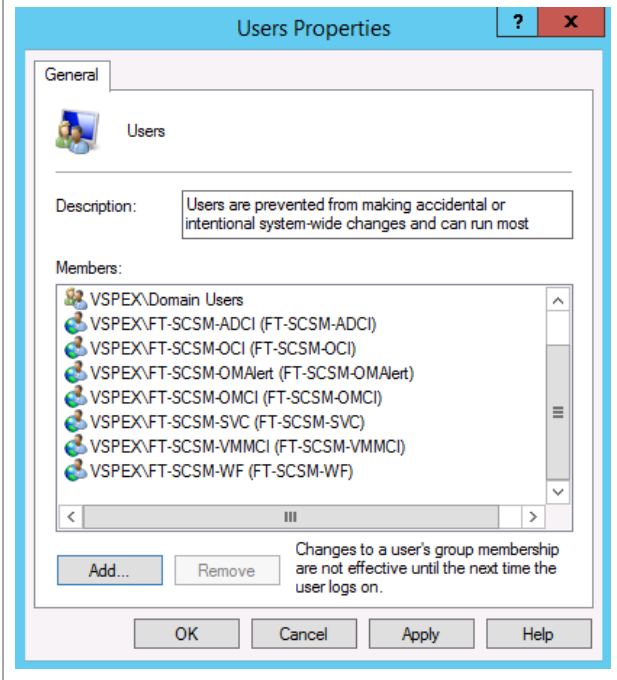 Users Properties
?
x
General
Users
Description:
Users are prevented from making accidental or
intentional system-wide changes and can run most
Members:
VSPEX\Domain Users
VSPEX\FT-SCSM-ADCI (FT-SCSM-ADCI)
VSPEX\FT-SCSM-OCI (FT-SCSM-OCI)
VSPEX\FT-SCSM-OMAlert (FT-SCSM-OMAlert)
VSPEX\FT-SCSM-OMCI (FT-SCSM-OMCI)
VSPEX\FT-SCSM-SVC (FT-SCSM-SVC)
VSPEX\FT-SCSM-VMMCI (FT-SCSM-VMMCI)
VSPEX\FT-SCSM-WF (FT-SCSM-WF)
Add...
Remove
Changes to a user's group membership
are not effective until the next time the
user logs on.
OK
Cancel
Apply
Help